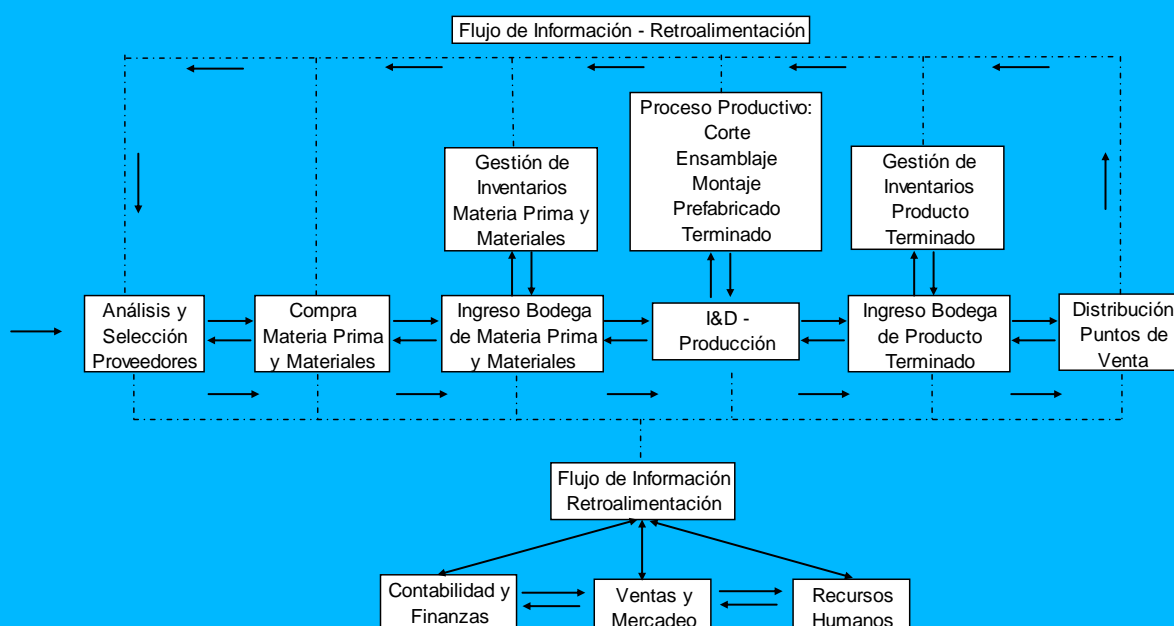 Flujo de Información - Retroalimentación
Proceso Productivo:
Corte
Ensamblaje
Montaje
Prefabricado
Terminado
Gestión de
Inventarios
Materia Prima y
Materiales
Gestión de
Inventarios
Producto
Terminado
Análisis y
Selección
Proveedores
Compra
Materia Prima
y Materiales
Ingreso Bodega
de Materia Prima
y Materiales
I&D -
Producción
Ingreso Bodega
de Producto
Terminado
Distribución
Puntos de
Venta
Flujo de Información
Retroalimentación
Contabilidad y
Finanzas
Ventas y
Mercadeo
Recursos
Humanos